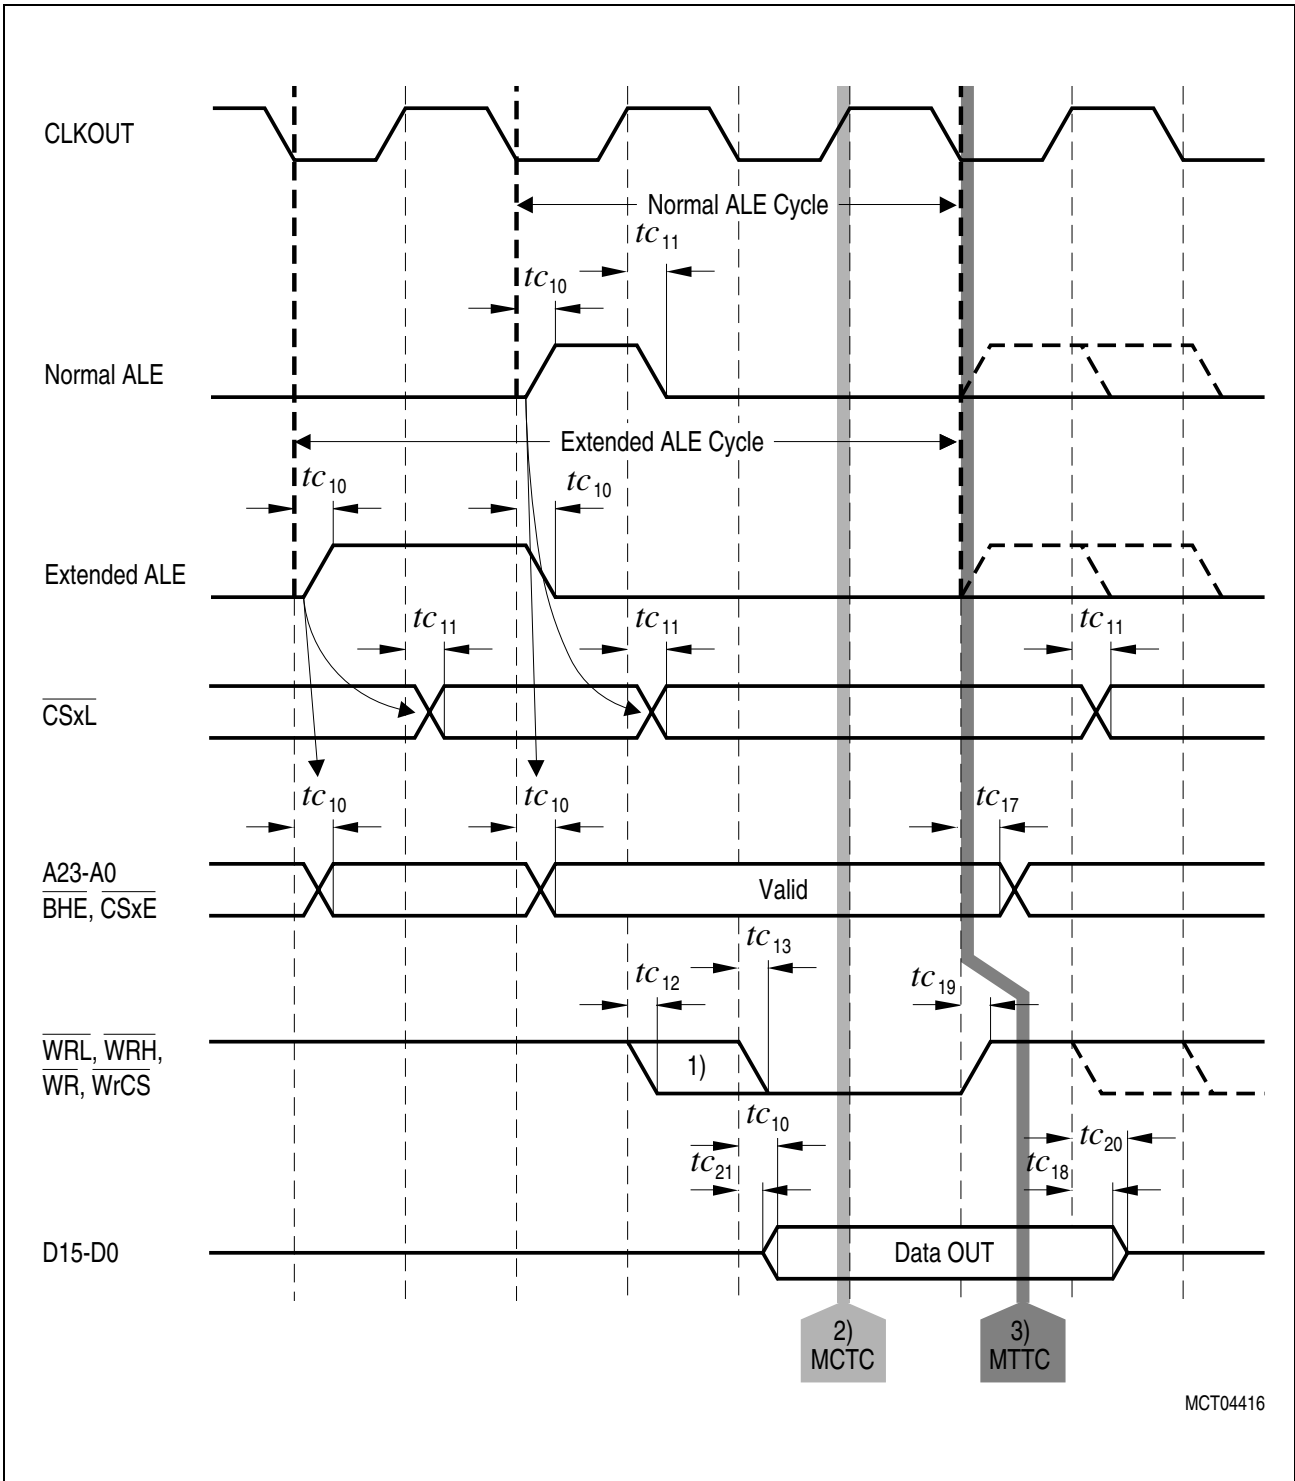 CLKOUT
Normal ALE Cycle
tc11
tc10
Normal ALE
Extended ALE Cycle
tc10
tc10
Extended ALE
tc11
tc11
tc11
CSxL
tc10
tc10
tc17
A23-A0
BHE, CSxE
Valid
tc13
tc12
tc19
WRL, WRH,
WR, WrCS
1)
tc10
tc20
tc21
tc18
D15-D0
Data OUT
2)
MCTC
3)
MTTC
MCT04416